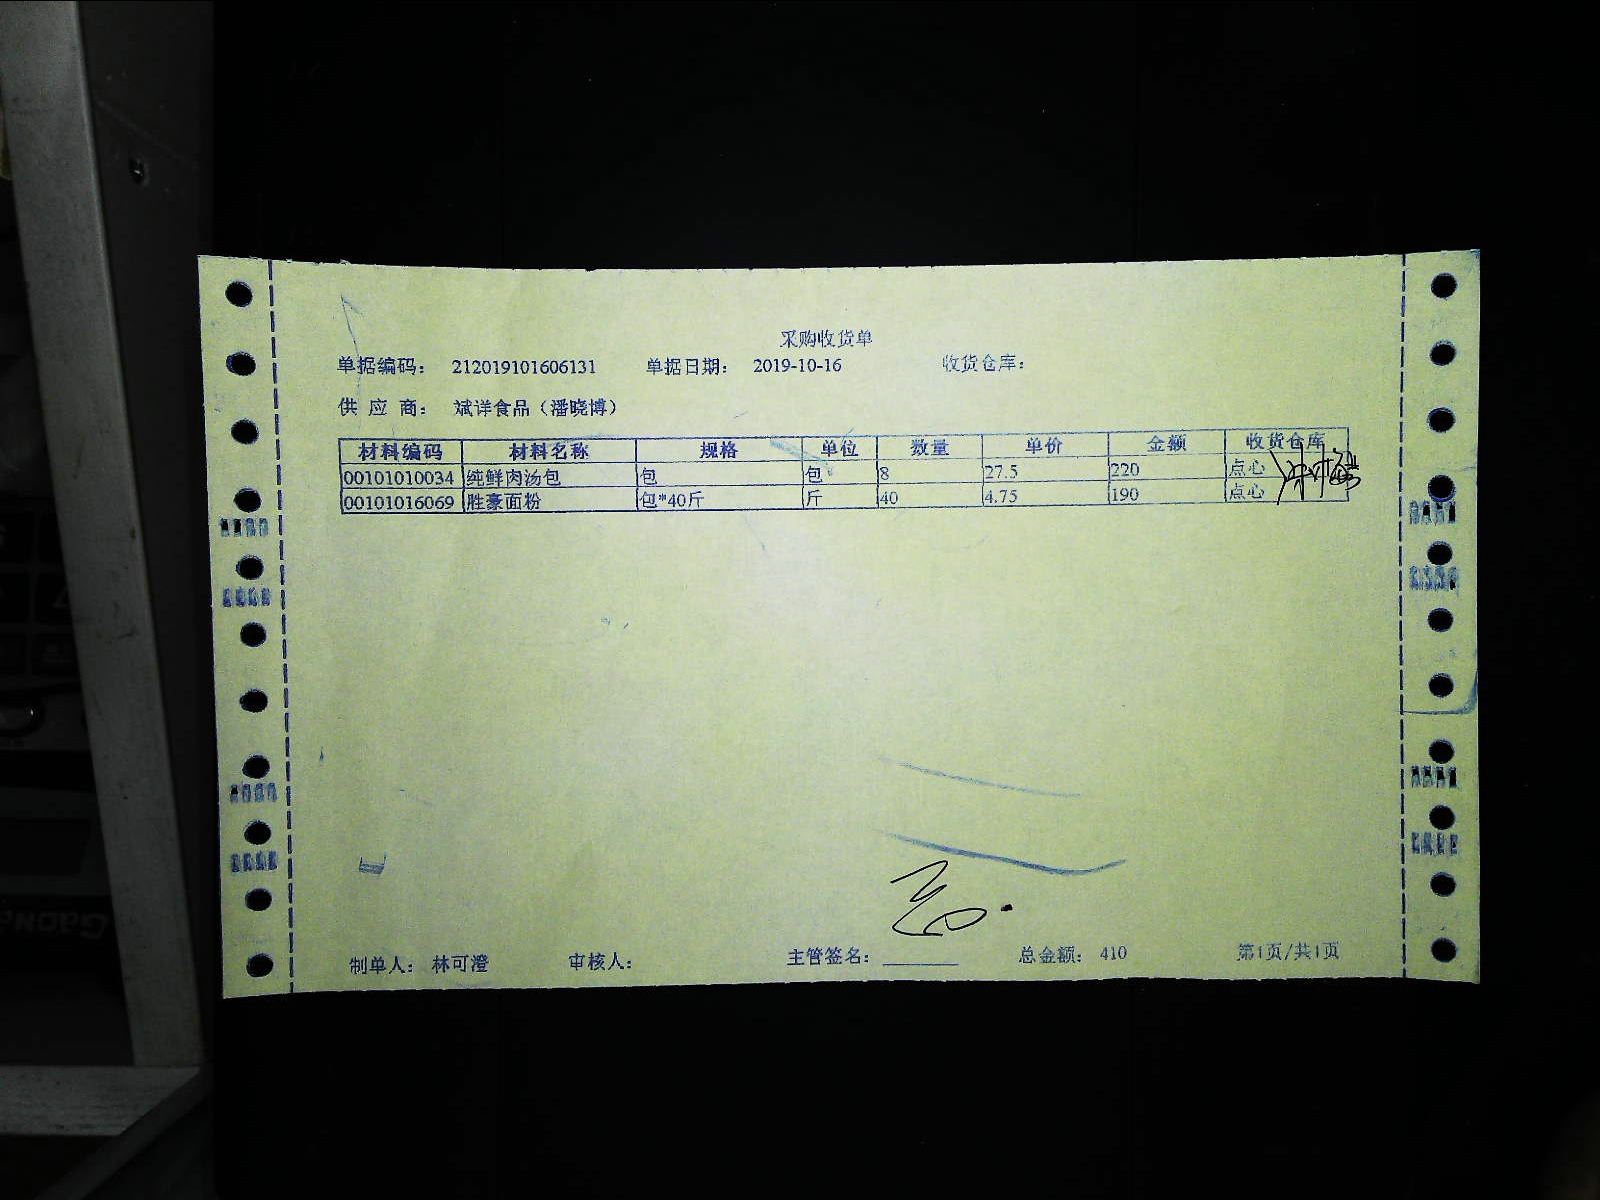 采购收货单
单据编码： 212019101606131 单据日期： 2019-10-16 收货仓库：
供 应 商： 斌详食品（潘晓博）
材料编码 材料名称 规格 单位 数量 单价 金额 收货仓库
00101010034 纯鲜肉汤包 包 包 8 27.5 220 点心
00101016069 胜豪面粉 包*40斤 斤 40 4.75 190 点心
制单人： 林可澄 审核人： 主管签名： 总金额： 410 第1页/共1页